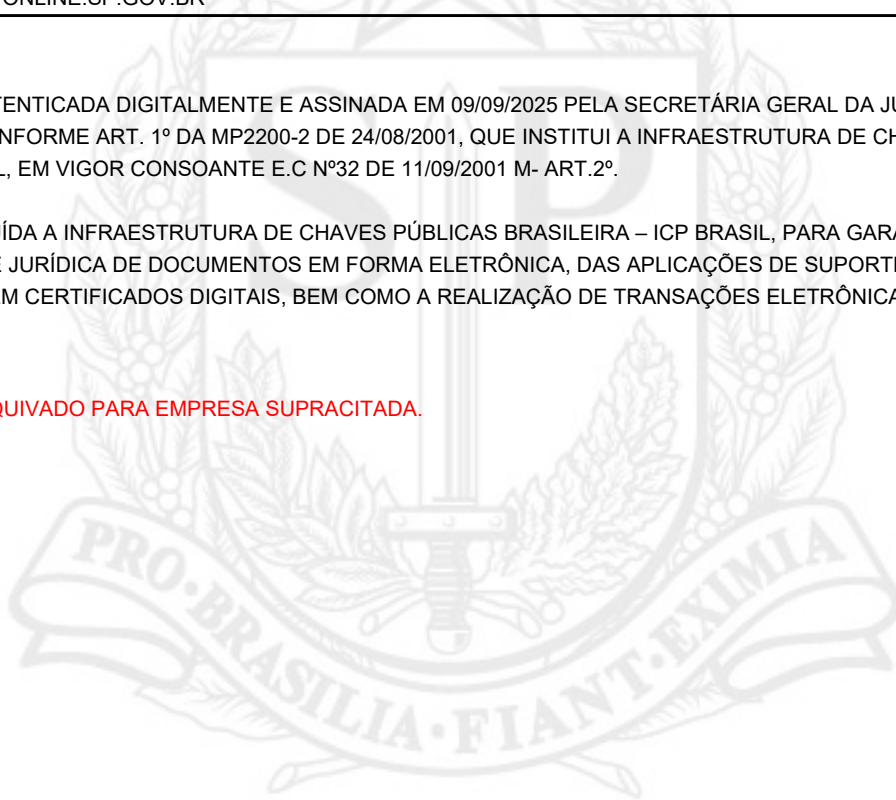 ONLINE.SP.GOV.BR
TENTICADA DIGITALMENTE E ASSINADA EM 09/09/2025 PELA SECRETÁRIA GERAL DA JU
NFORME ART. 1º DA MP2200-2 DE 24/08/2001, QUE INSTITUI A INFRAESTRUTURA DE CH
L, EM VIGOR CONSOANTE E.C Nº32 DE 11/09/2001 M- ART.2º.
ÍDA A INFRAESTRUTURA DE CHAVES PÚBLICAS BRASILEIRA – ICP BRASIL, PARA GARA
E JURÍDICA DE DOCUMENTOS EM FORMA ELETRÔNICA, DAS APLICAÇÕES DE SUPORTE
EM CERTIFICADOS DIGITAIS, BEM COMO A REALIZAÇÃO DE TRANSAÇÕES ELETRÔNICA
QUIVADO PARA EMPRESA SUPRACITADA.
SP
PRO·BRASILIA·FIANT·EXIMIA